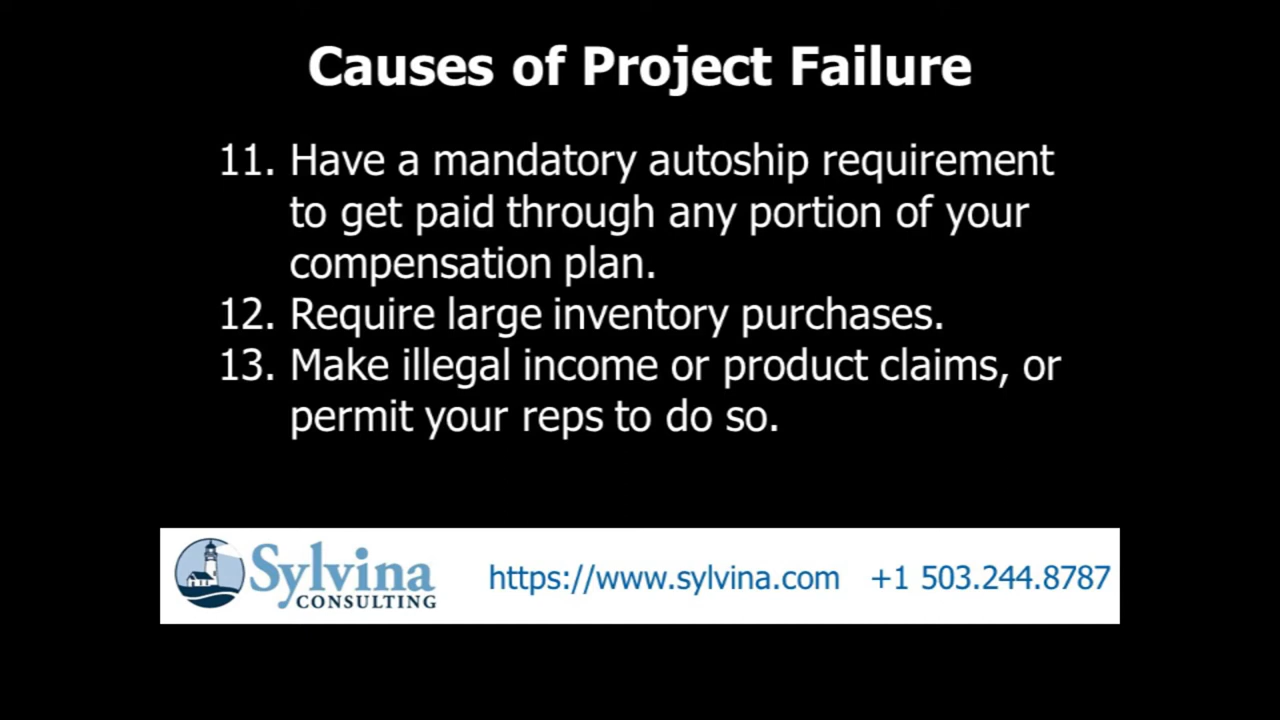 Causes of Project Failure
11. Have a mandatory autoship requirement
to get paid through any portion of your
compensation plan.
12. Require large inventory purchases.
13. Make illegal income or product claims, or
permit your reps to do so.
Sylvina
CONSULTING
https://www.sylvina.com +1 503.244.8787